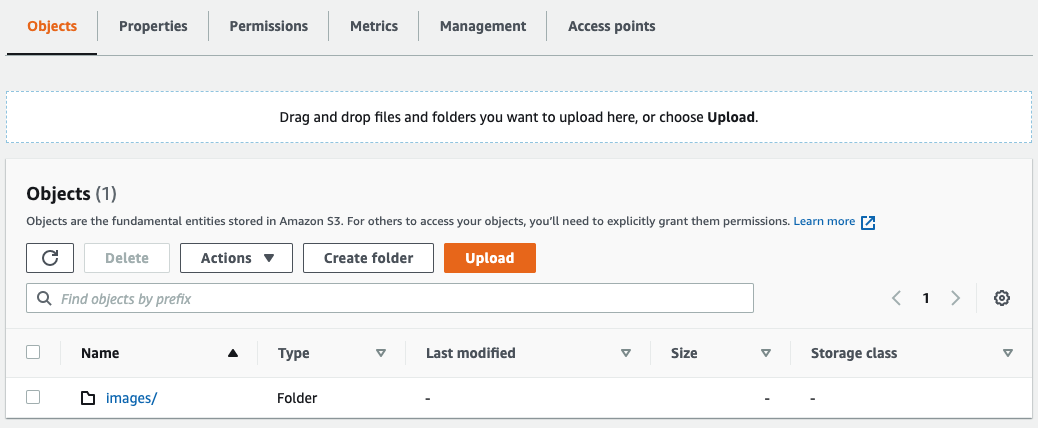 Objects Properties Permissions Metrics Management Access points
Drag and drop files and folders you want to upload here, or choose Upload.
Objects (1)
Objects are the fundamental entities stored in Amazon S3. For others to access your objects, you'll need to explicitly grant them permissions. Learn more
Delete Actions Create folder Upload
Find objects by prefix 1
Name Type Last modified Size Storage class
images/ Folder - - -